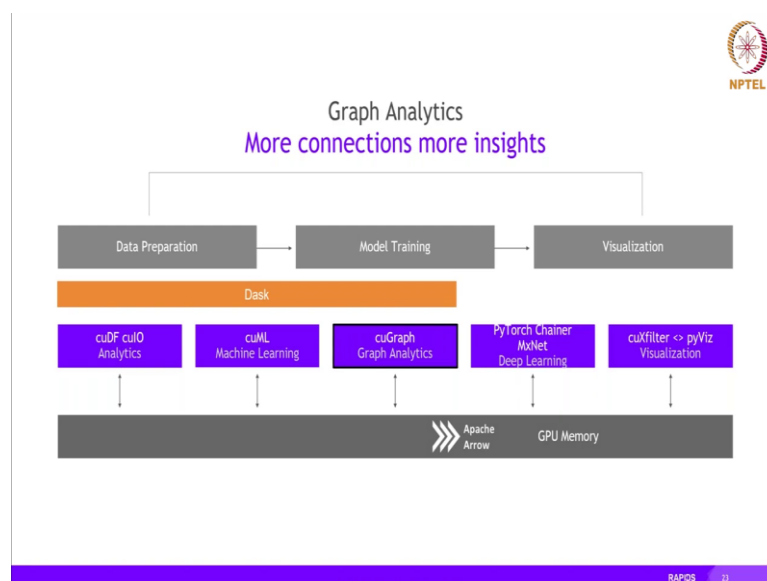 NPTEL
Graph Analytics
More connections more insights
Data Preparation
Model Training
Visualization
Dask
cuDF cuIO
Analytics
cuML
Machine Learning
cuGraph
Graph Analytics
PyTorch Chainer
MxNet
Deep Learning
cuXfilter <> pyViz
Visualization
Apache
Arrow
GPU Memory
RAPIDS 23